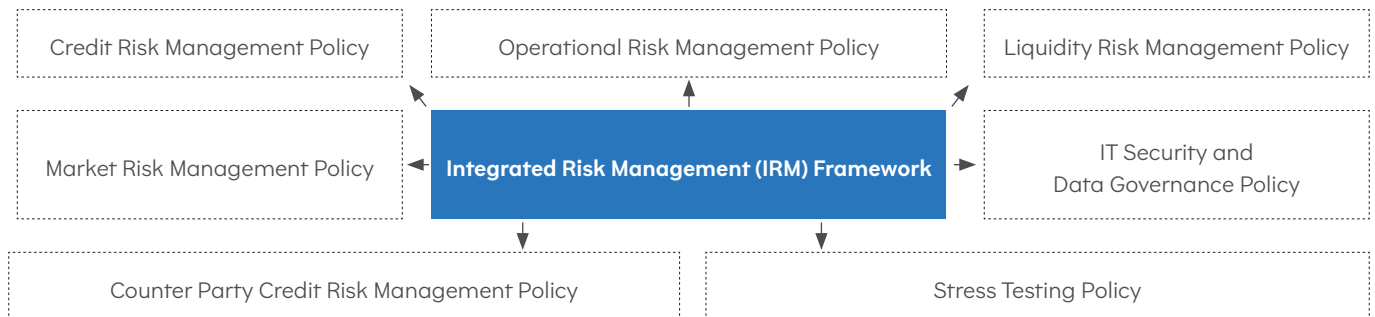 Credit Risk Management Policy
Operational Risk Management Policy
Liquidity Risk Management Policy
Market Risk Management Policy
Integrated Risk Management (IRM) Framework
IT Security and
Data Governance Policy
Counter Party Credit Risk Management Policy
Stress Testing Policy